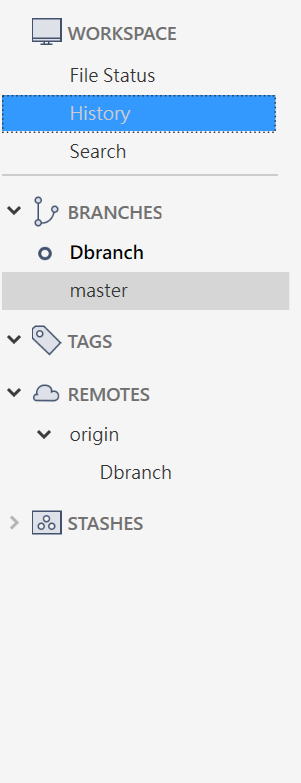 WORKSPACE
File Status
History
Search
BRANCHES
Dbranch
master
TAGS
REMOTES
origin
Dbranch
STASHES